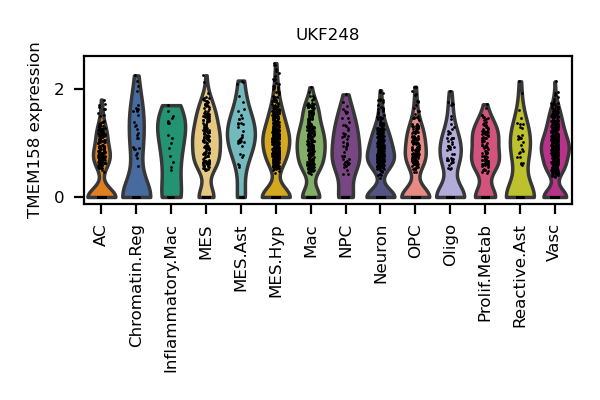 UKF248
TMEM158 expression
2
0
AC
Chromatin.Reg
Inflammatory.Mac
MES
MES.Ast
MES.Hyp
Mac
NPC
Neuron
OPC
Oligo
Prolif.Metab
Reactive.Ast
Vasc